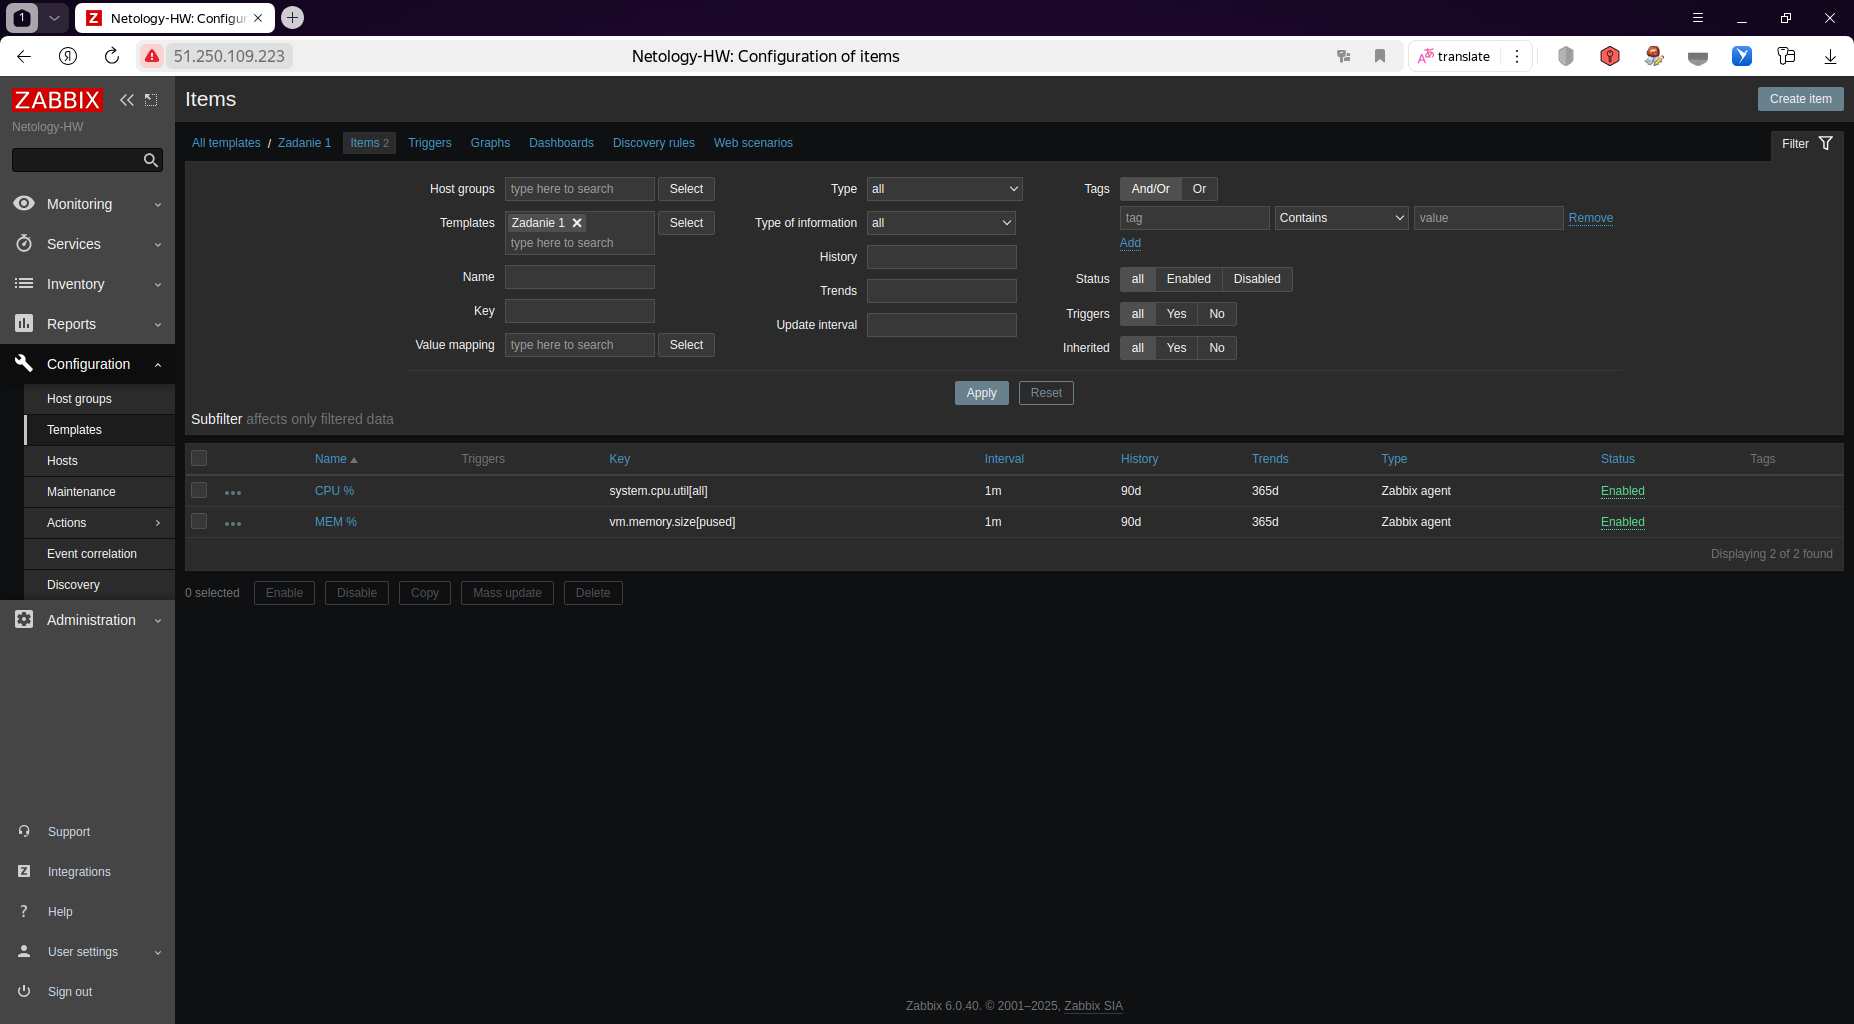 1
Netology-HW: Configur
51.250.109.223
Netology-HW: Configuration of items
translate
ZABBIX
Netology-HW
Monitoring
Services
Inventory
Reports
Configuration
Host groups
Templates
Hosts
Maintenance
Actions
Event correlation
Discovery
Administration
Support
Integrations
Help
User settings
Sign out
Items
Create item
All templates / Zadanie 1 Items 2 Triggers Graphs Dashboards Discovery rules Web scenarios
Filter
Host groups type here to search Select
Templates Zadanie 1 Select
type here to search
Name
Key
Value mapping type here to search Select
Type all
Type of information all
History
Trends
Update interval
Tags And/Or Or
tag Contains value Remove
Add
Status all Enabled Disabled
Triggers all Yes No
Inherited all Yes No
Apply Reset
Subfilter affects only filtered data
Name Triggers Key Interval History Trends Type Status Tags
CPU % system.cpu.util[all] 1m 90d 365d Zabbix agent Enabled
MEM % vm.memory.size[pused] 1m 90d 365d Zabbix agent Enabled
Displaying 2 of 2 found
0 selected Enable Disable Copy Mass update Delete
Zabbix 6.0.40. © 2001–2025, Zabbix SIA